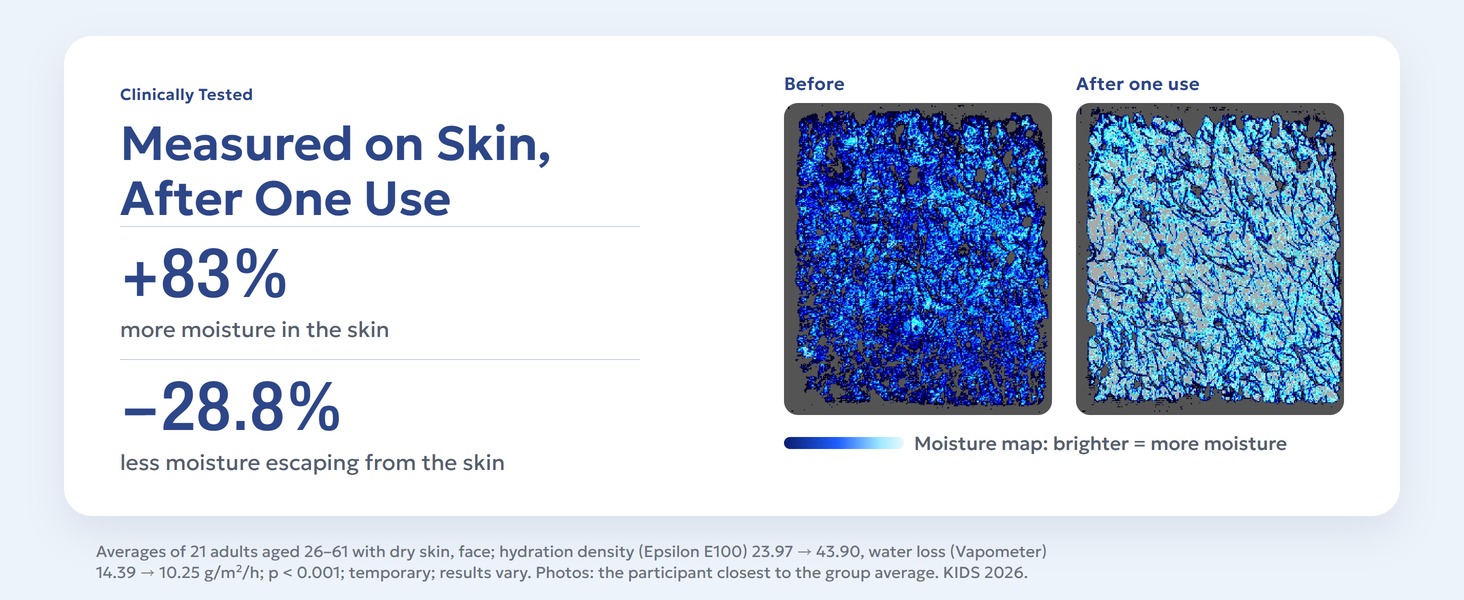 Clinically Tested
Measured on Skin,
After One Use
+83%
more moisture in the skin
−28.8%
less moisture escaping from the skin
Before
After one use
Moisture map: brighter = more moisture
Averages of 21 adults aged 26–61 with dry skin, face; hydration density (Epsilon E100) 23.97 → 43.90, water loss (Vapometer)
14.39 → 10.25 g/m²/h; p < 0.001; temporary; results vary. Photos: the participant closest to the group average. KIDS 2026.